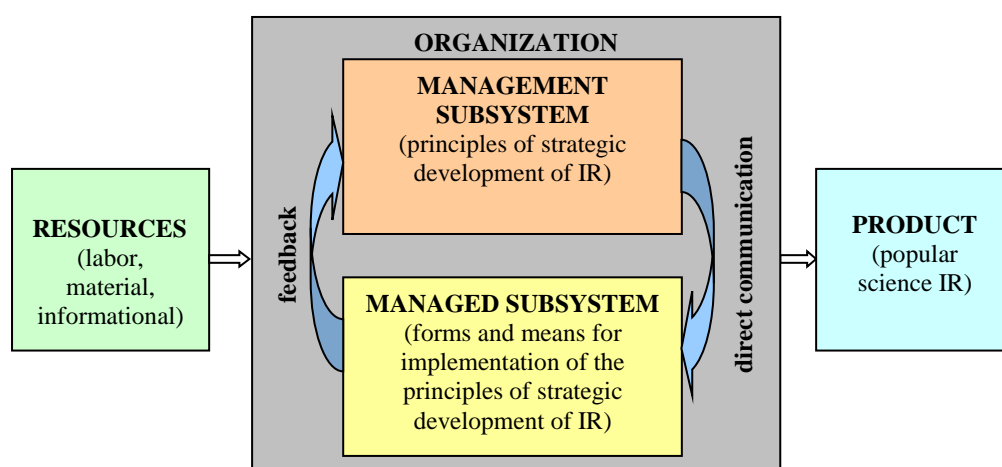 ORGANIZATION
MANAGEMENT
SUBSYSTEM
(principles of strategic
development of IR)
RESOURCES
(labor,
material,
informational)
feedback
direct communication
PRODUCT
(popular
science IR)
MANAGED SUBSYSTEM
(forms and means for
implementation of the
principles of strategic
development of IR)